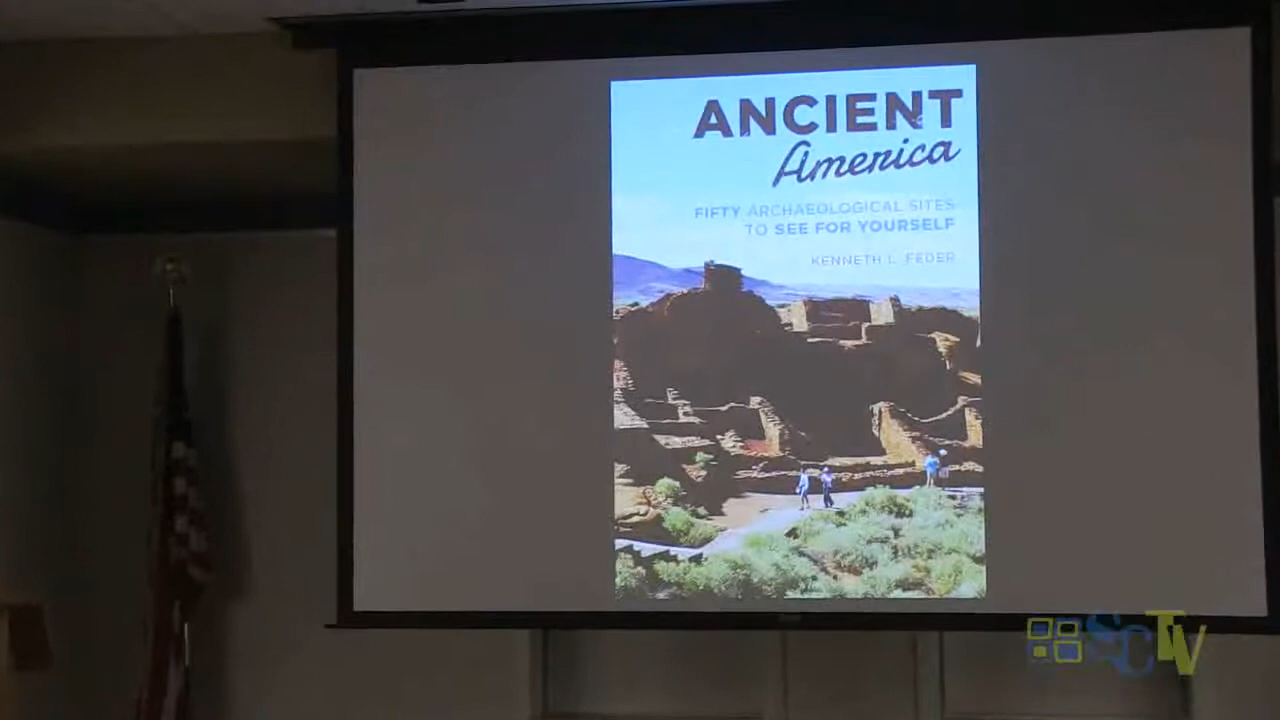 ANCIENT
America
FIFTY ARCHAEOLOGICAL SITES
TO SEE FOR YOURSELF
KENNETH L. FEDER
SCTV